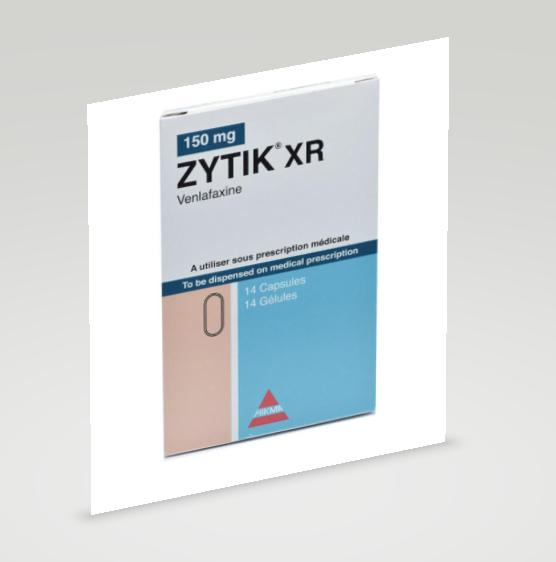 150 mg
ZYTIK® XR
Venlafaxine
A utiliser sous prescription médicale
To be dispensed on medical prescription
14 Capsules
14 Gélules
HIKMA